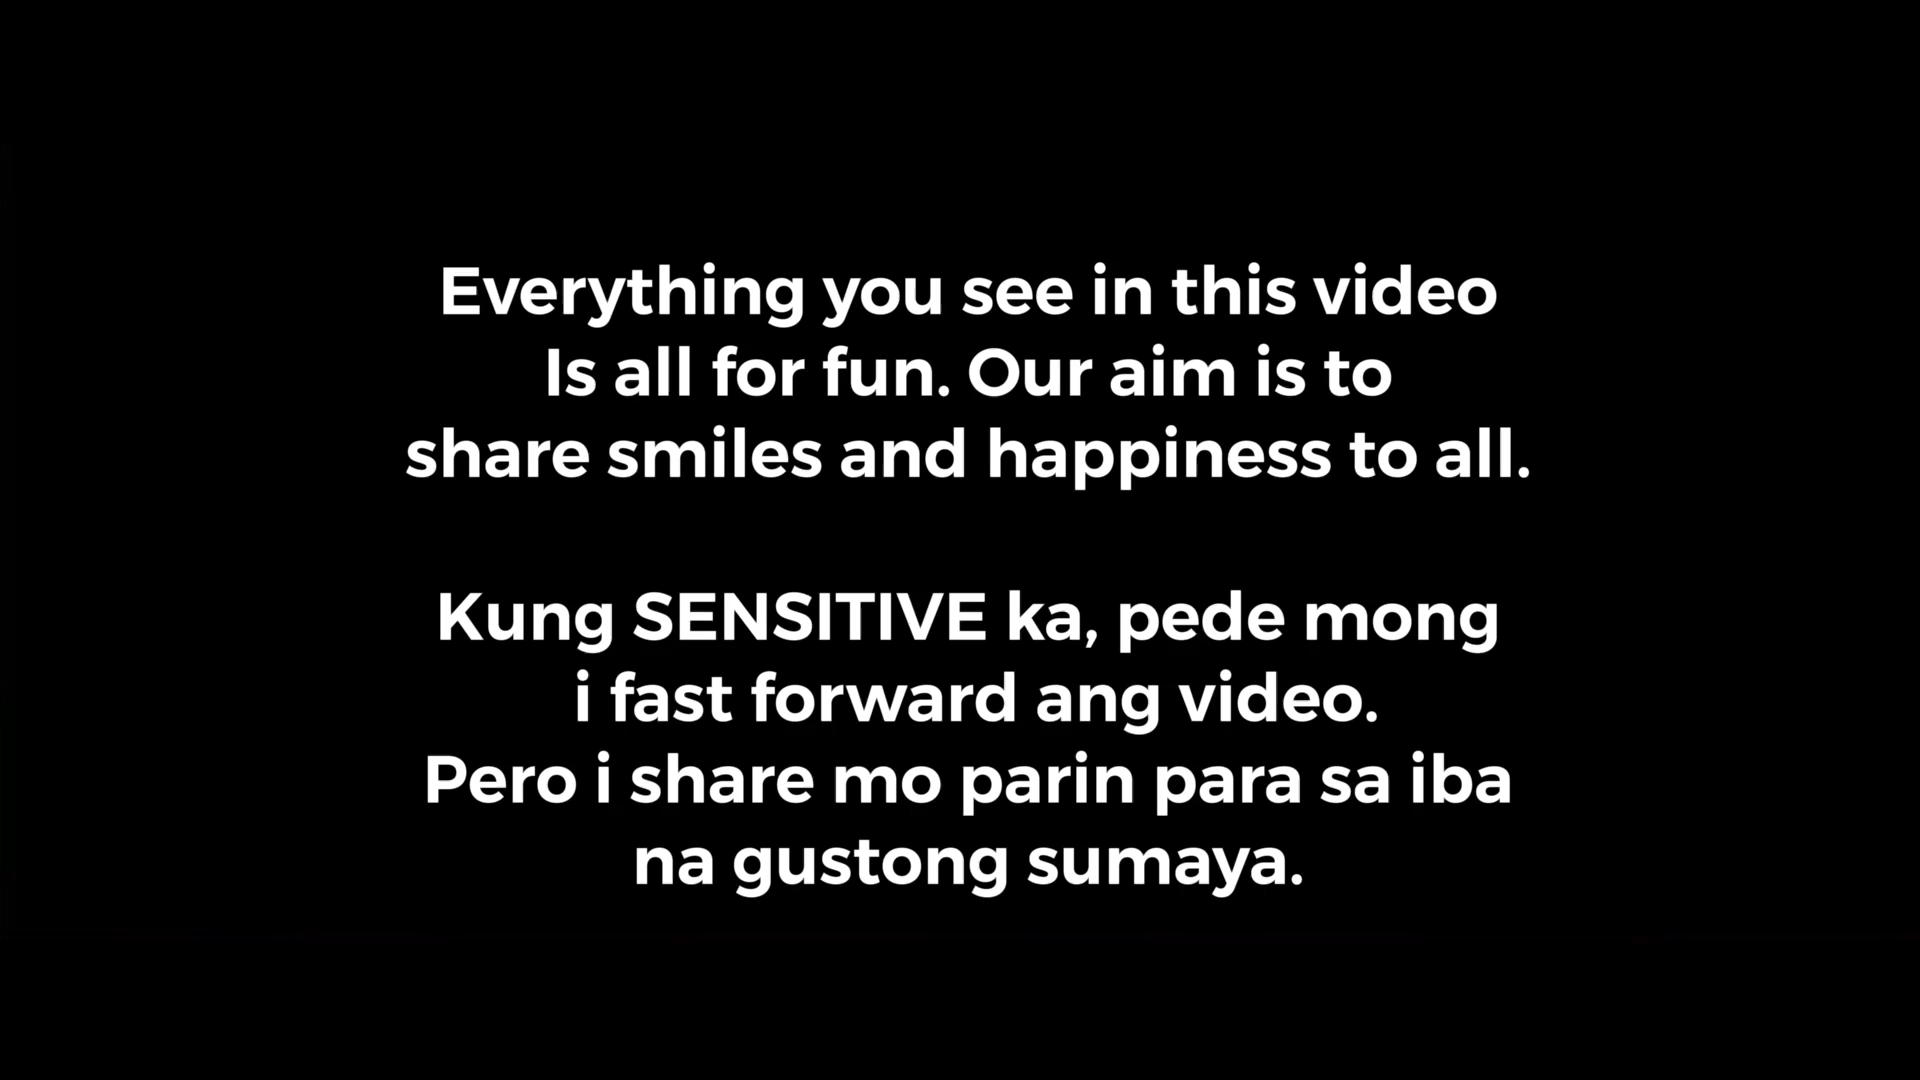 Everything you see in this video
Is all for fun. Our aim is to
share smiles and happiness to all.
Kung SENSITIVE ka, pede mong
i fast forward ang video.
Pero i share mo parin para sa iba
na gustong sumaya.